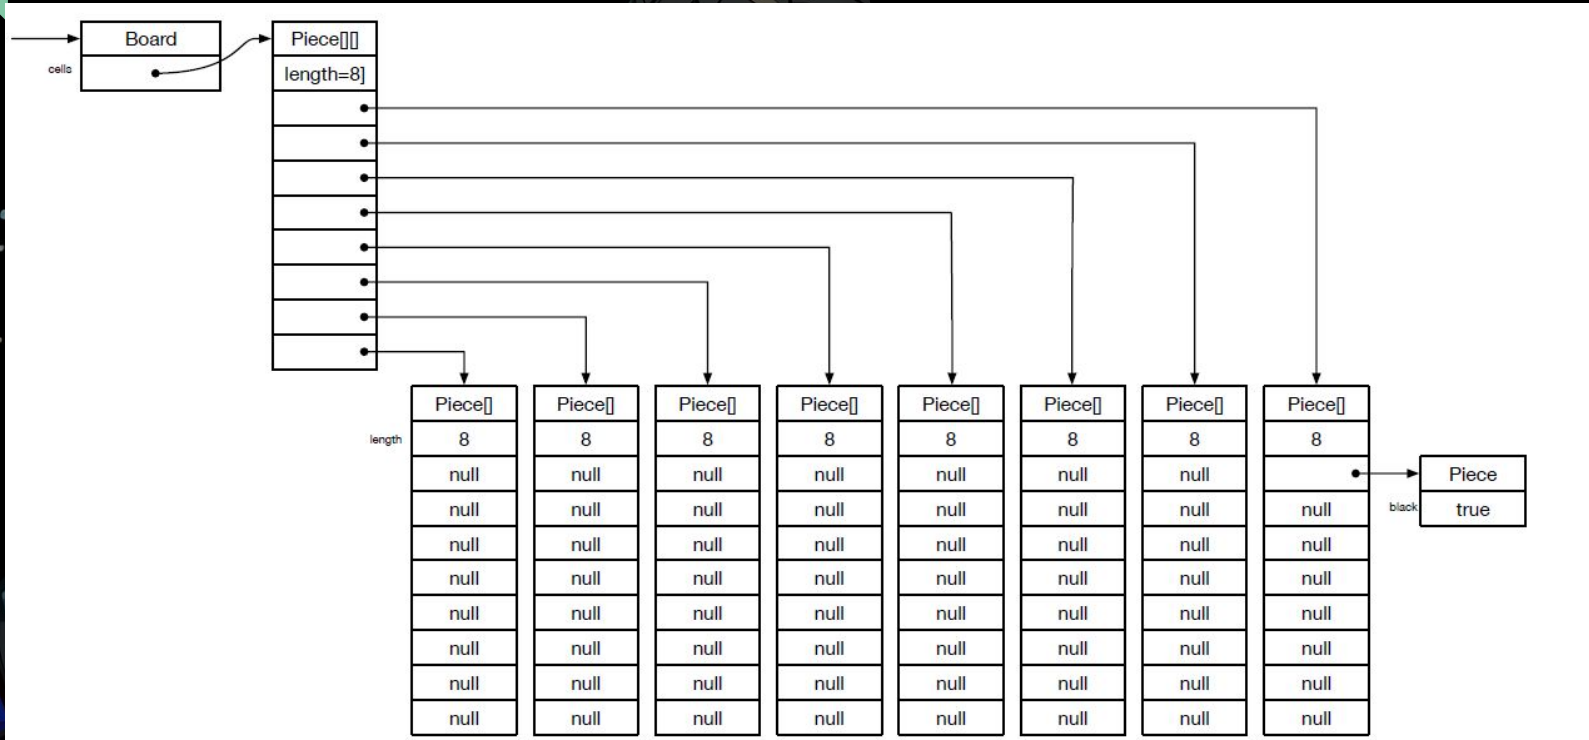 Board
Piece[][]
cells
length=8]
Piece[] Piece[] Piece[] Piece[] Piece[] Piece[] Piece[] Piece[]
length 8 8 8 8 8 8 8 8
null null null null null null null Piece
null null null null null null null null black true
null null null null null null null null
null null null null null null null null
null null null null null null null null
null null null null null null null null
null null null null null null null null
null null null null null null null null